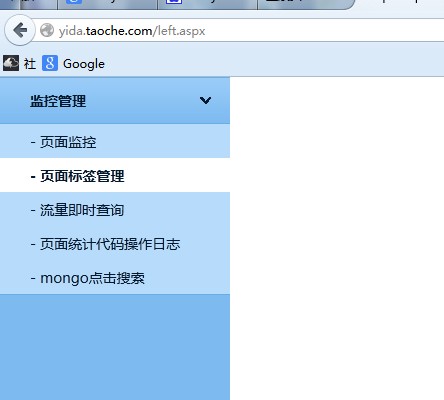 yida.taoche.com/left.aspx
社 Google
监控管理
- 页面监控
- 页面标签管理
- 流量即时查询
- 页面统计代码操作日志
- mongo点击搜索